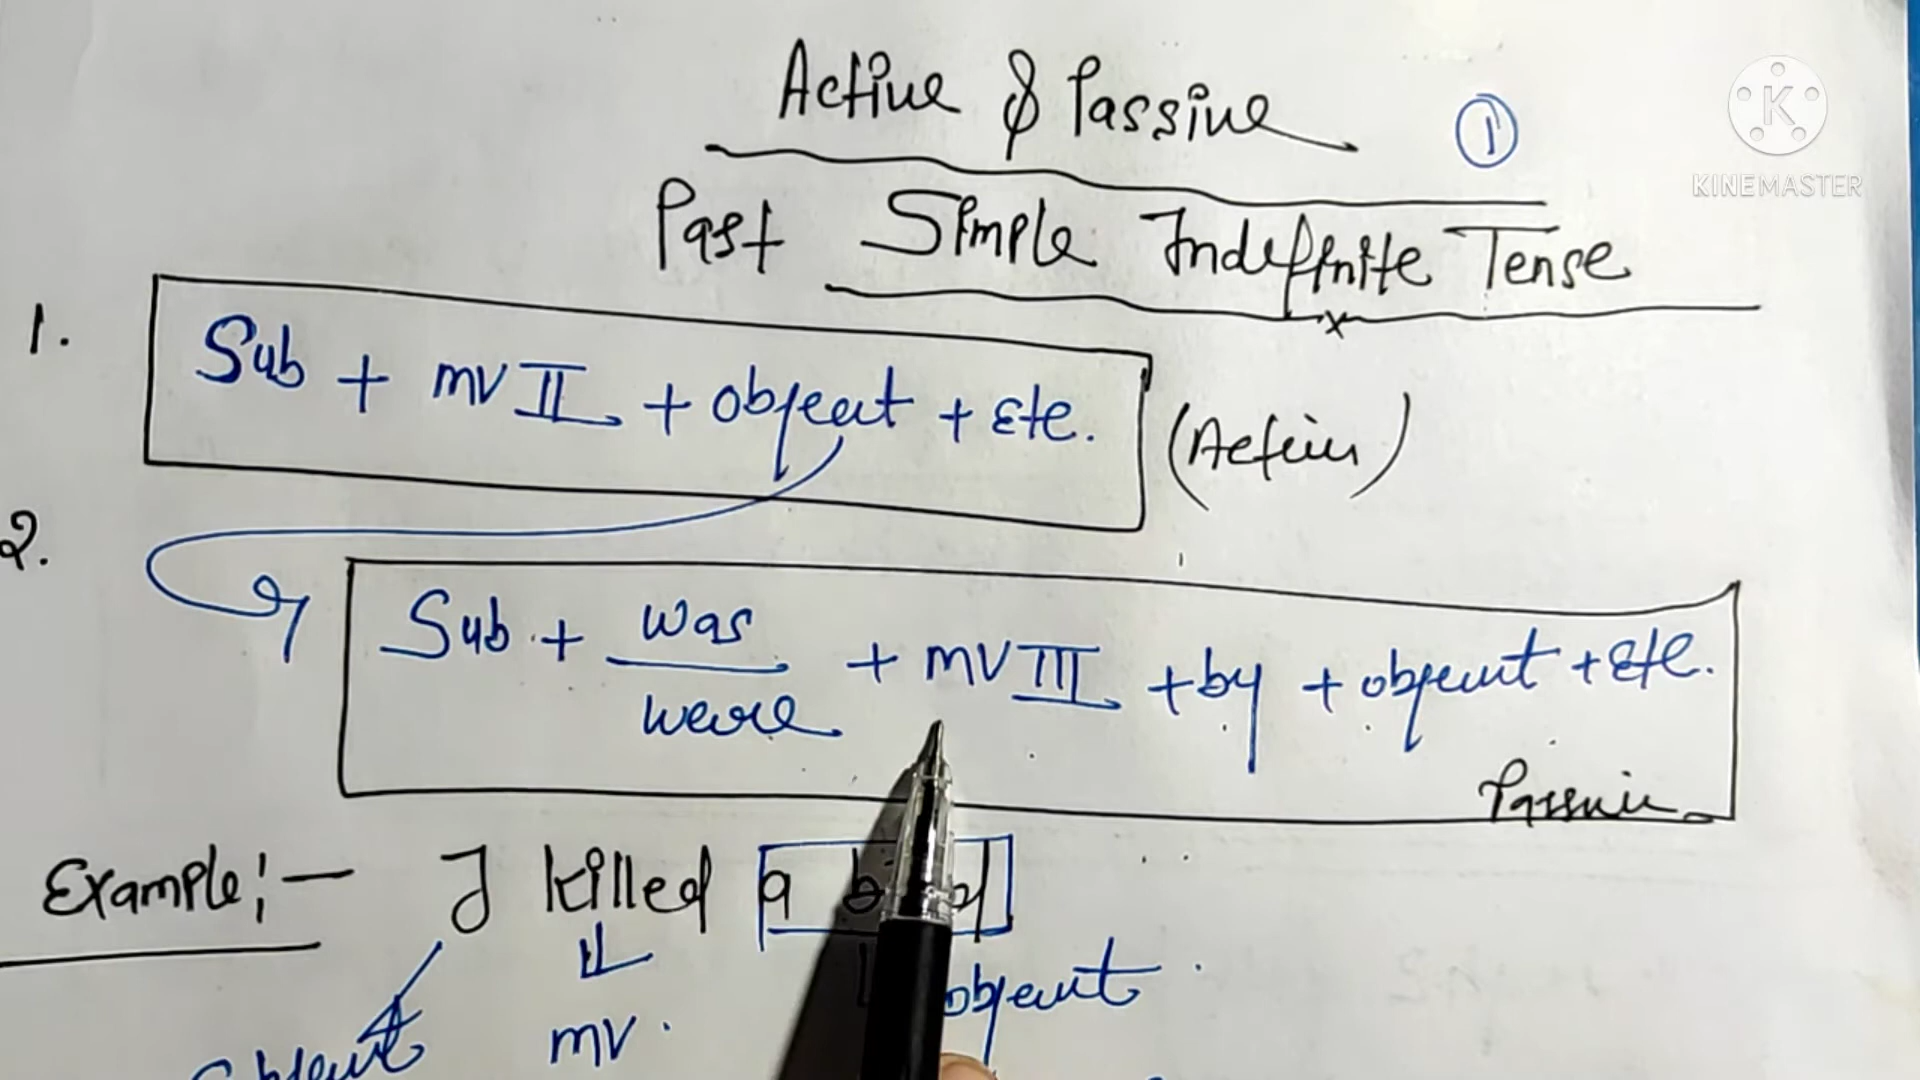 Active & Passive
1
K
KINEMASTER
Past Simple Indefinite Tense
1.
Sub + MV II + object + Etc.
(Active)
2.
Sub + was / were + MV III + by + object + Etc.
Passive
Example:- I killed a
MV.
object